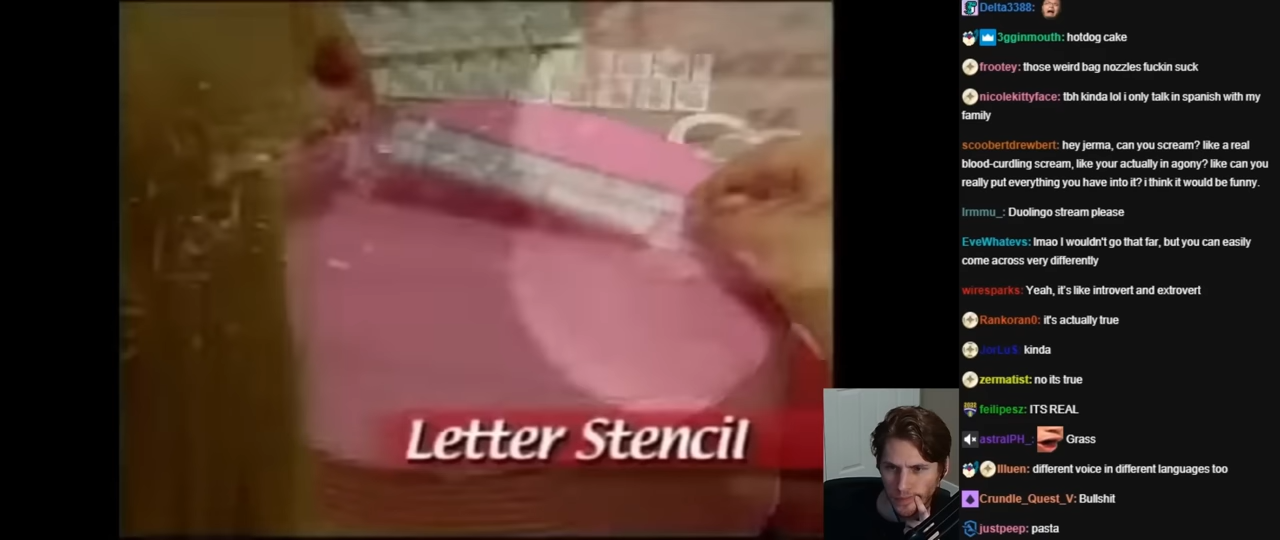 Letter Stencil
Delta3388:
3gginmouth: hotdog cake
frootey: those weird bag nozzles fuckin suck
nicolekittyface: tbh kinda lol i only talk in spanish with my
family
scoobertdrewbert: hey jerma, can you scream? like a real
blood-curdling scream, like your actually in agony? like can you
really put everything you have into it? i think it would be funny.
lrmmu_: Duolingo stream please
EveWhatevs: lmao I wouldn't go that far, but you can easily
come across very differently
wiresparks: Yeah, it's like introvert and extrovert
Rankoran0: it's actually true
JorLuS: kinda
zermatist: no its true
feilipesz: ITS REAL
astralPH_: Grass
Illuen: different voice in different languages too
Crundle_Quest_V: Bullshit
justpeep: pasta